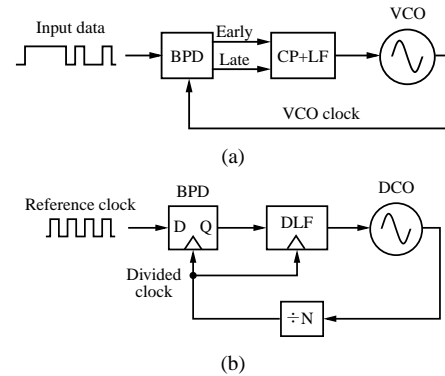 Input data
BPD
Early
Late
CP+LF
VCO
VCO clock
(a)
Reference clock
BPD
D Q
DLF
DCO
Divided
clock
÷N
(b)